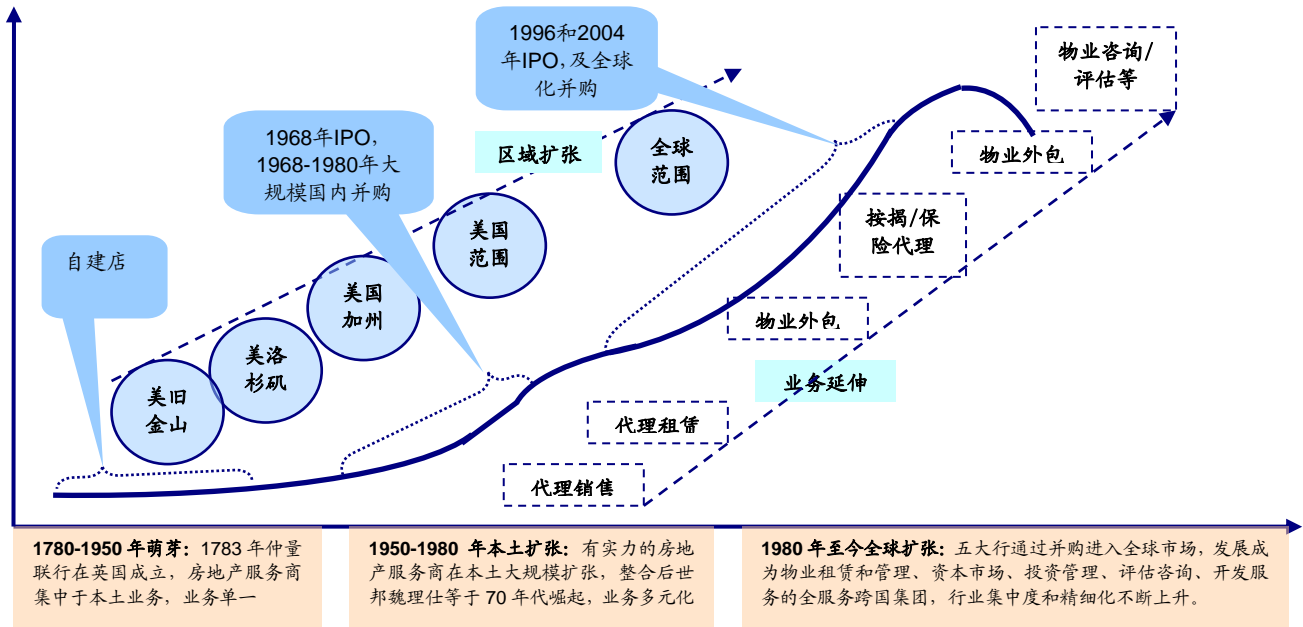 1996和2004
年IPO,及全球
化并购
物业咨询/
评估等
1968年IPO,
1968-1980年大
规模国内并购
区域扩张
全球
范围
物业外包
美国
范围
按揭/保
险代理
自建店
美国
加州
物业外包
美洛
杉矶
业务延伸
美旧
金山
代理租赁
代理销售
1780-1950 年萌芽：1783 年仲量
联行在英国成立，房地产服务商
集中于本土业务，业务单一
1950-1980 年本土扩张：有实力的房地
产服务商在本土大规模扩张，整合后世
邦魏理仕等于 70 年代崛起，业务多元化
1980 年至今全球扩张：五大行通过并购进入全球市场，发展成
为物业租赁和管理、资本市场、投资管理、评估咨询、开发服
务的全服务跨国集团，行业集中度和精细化不断上升。